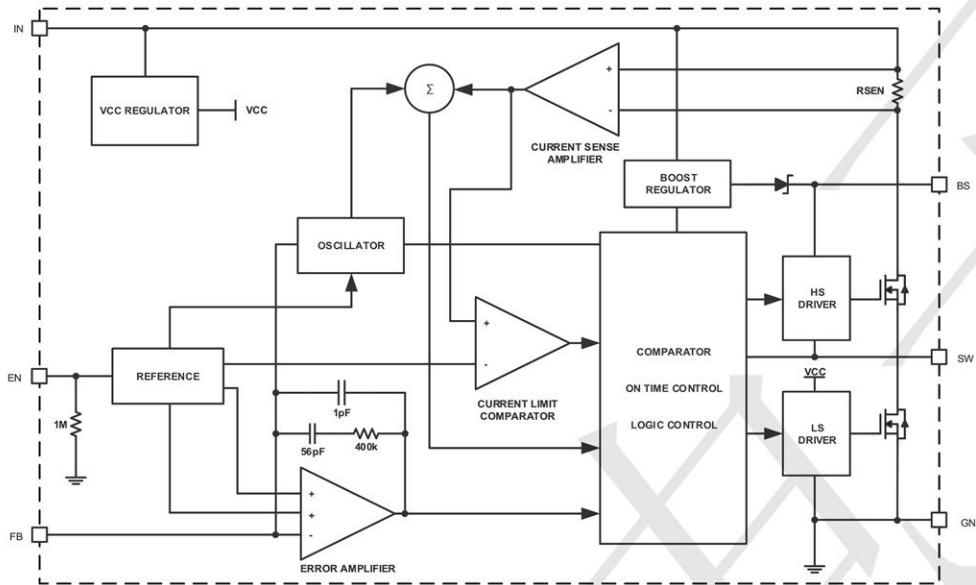 IN
VCC REGULATOR
VCC
Σ
+
-
RSEN
CURRENT SENSE
AMPLIFIER
BOOST
REGULATOR
BS
OSCILLATOR
HS
DRIVER
+
-
COMPARATOR
ON TIME CONTROL
LOGIC CONTROL
SW
EN
REFERENCE
CURRENT LIMIT
COMPARATOR
VCC
1M
1pF
56pF
400k
LS
DRIVER
+
+
-
FB
GN
ERROR AMPLIFIER